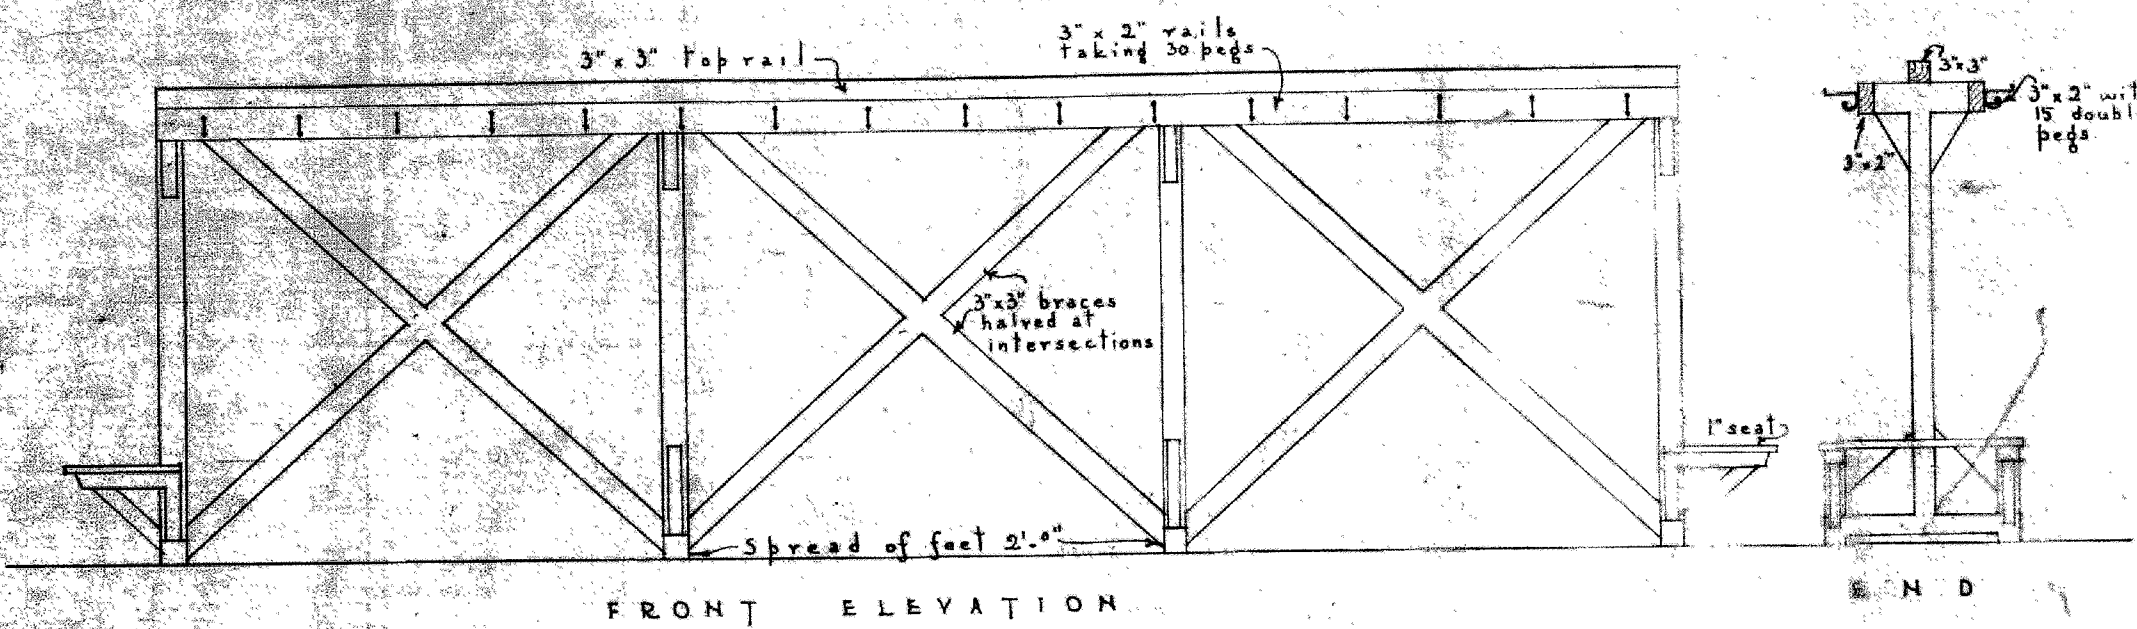 3" x 3" top rail
3" x 2" rails
taking 30 pegs
3"x3" braces
halved at
intersections
Spread of feet 2'.0"
1" seat
3"x3"
3"x2" wit
15 doubl
pegs.
3"x2"
FRONT ELEVATION
END